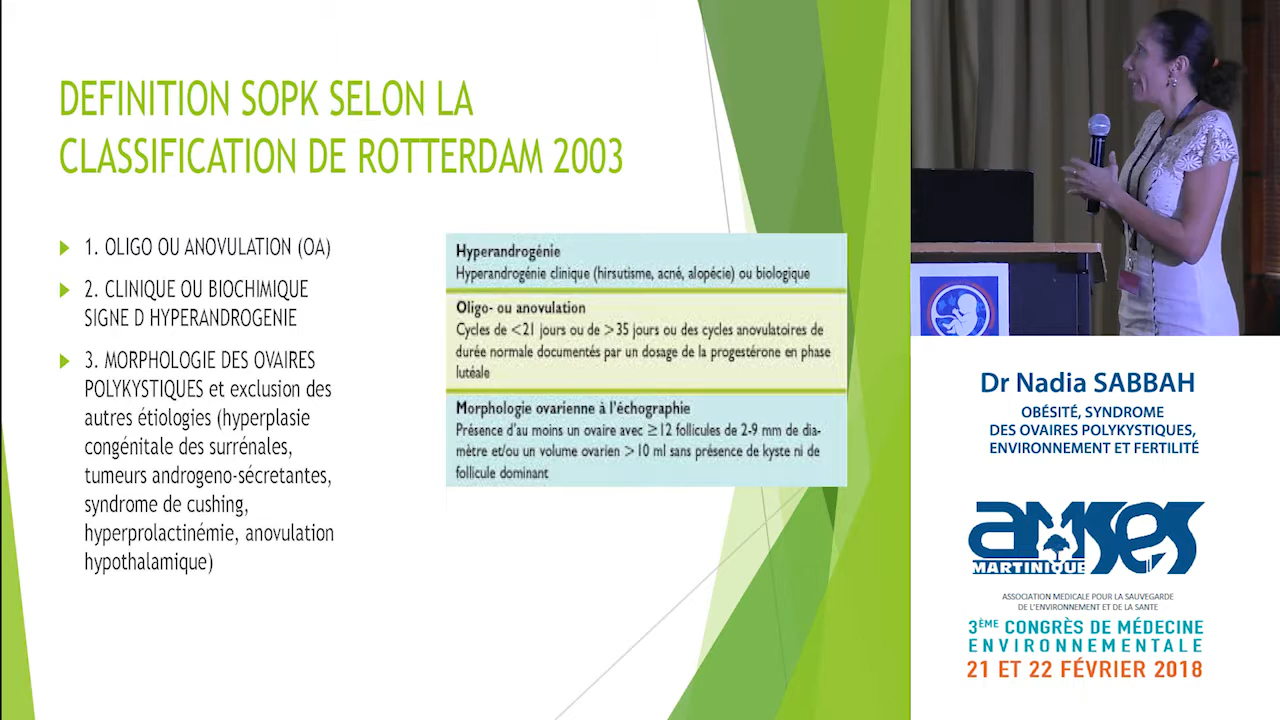 DEFINITION SOPK SELON LA
CLASSIFICATION DE ROTTERDAM 2003
1. OLIGO OU ANOVULATION (OA)
2. CLINIQUE OU BIOCHIMIQUE
SIGNE D HYPERANDROGENIE
3. MORPHOLOGIE DES OVAIRES
POLYKYSTIQUES et exclusion des
autres étiologies (hyperplasie
congénitale des surrénales,
tumeurs androgeno-sécretantes,
syndrome de cushing,
hyperprolactinémie, anovulation
hypothalamique)
Hyperandrogénie
Hyperandrogénie clinique (hirsutisme, acné, alopécie) ou biologique
Oligo- ou anovulation
Cycles de <21 jours ou de >35 jours ou des cycles anovulatoires de
durée normale documentés par un dosage de la progestérone en phase
lutéale
Morphologie ovarienne à l'échographie
Présence d'au moins un ovaire avec ≥12 follicules de 2-9 mm de dia-
mètre et/ou un volume ovarien >10 ml sans présence de kyste ni de
follicule dominant
Dr Nadia SABBAH
OBÉSITÉ, SYNDROME
DES OVAIRES POLYKYSTIQUES,
ENVIRONNEMENT ET FERTILITÉ
AMSES
MARTINIQUE
ASSOCIATION MEDICALE POUR LA SAUVEGARDE
DE L'ENVIRONNEMENT ET DE LA SANTE
3ÈME CONGRÈS DE MÉDECINE
ENVIRONNEMENTALE
21 ET 22 FÉVRIER 2018